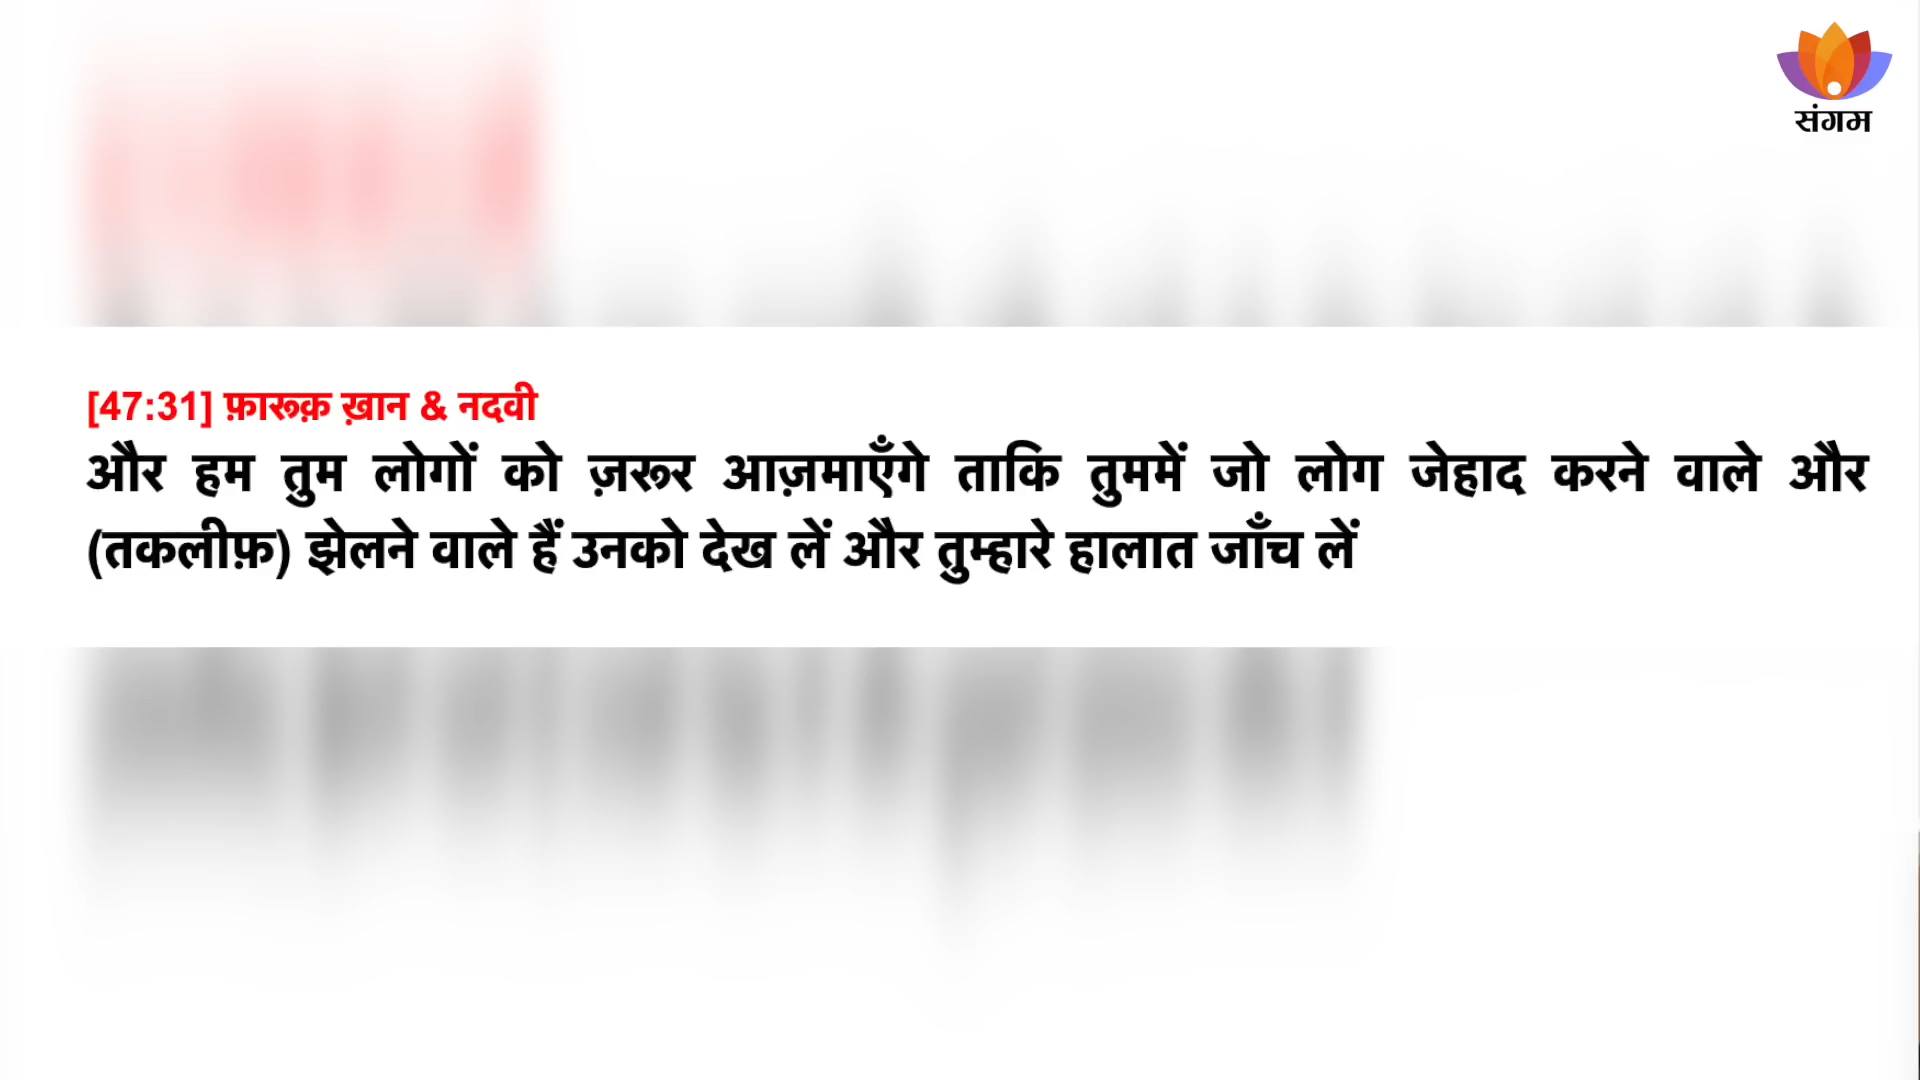 संगम
[47:31] फ़ारूक़ ख़ान & नदवी
और हम तुम लोगों को ज़रूर आज़माएँगे ताकि तुममें जो लोग जेहाद करने वाले और
(तकलीफ़) झेलने वाले हैं उनको देख लें और तुम्हारे हालात जाँच लें